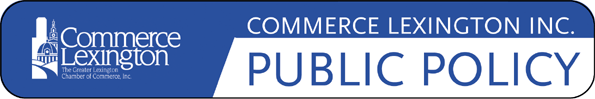 Commerce
Lexington
The Greater Lexington
Chamber of Commerce, Inc.
COMMERCE LEXINGTON INC.
PUBLIC POLICY